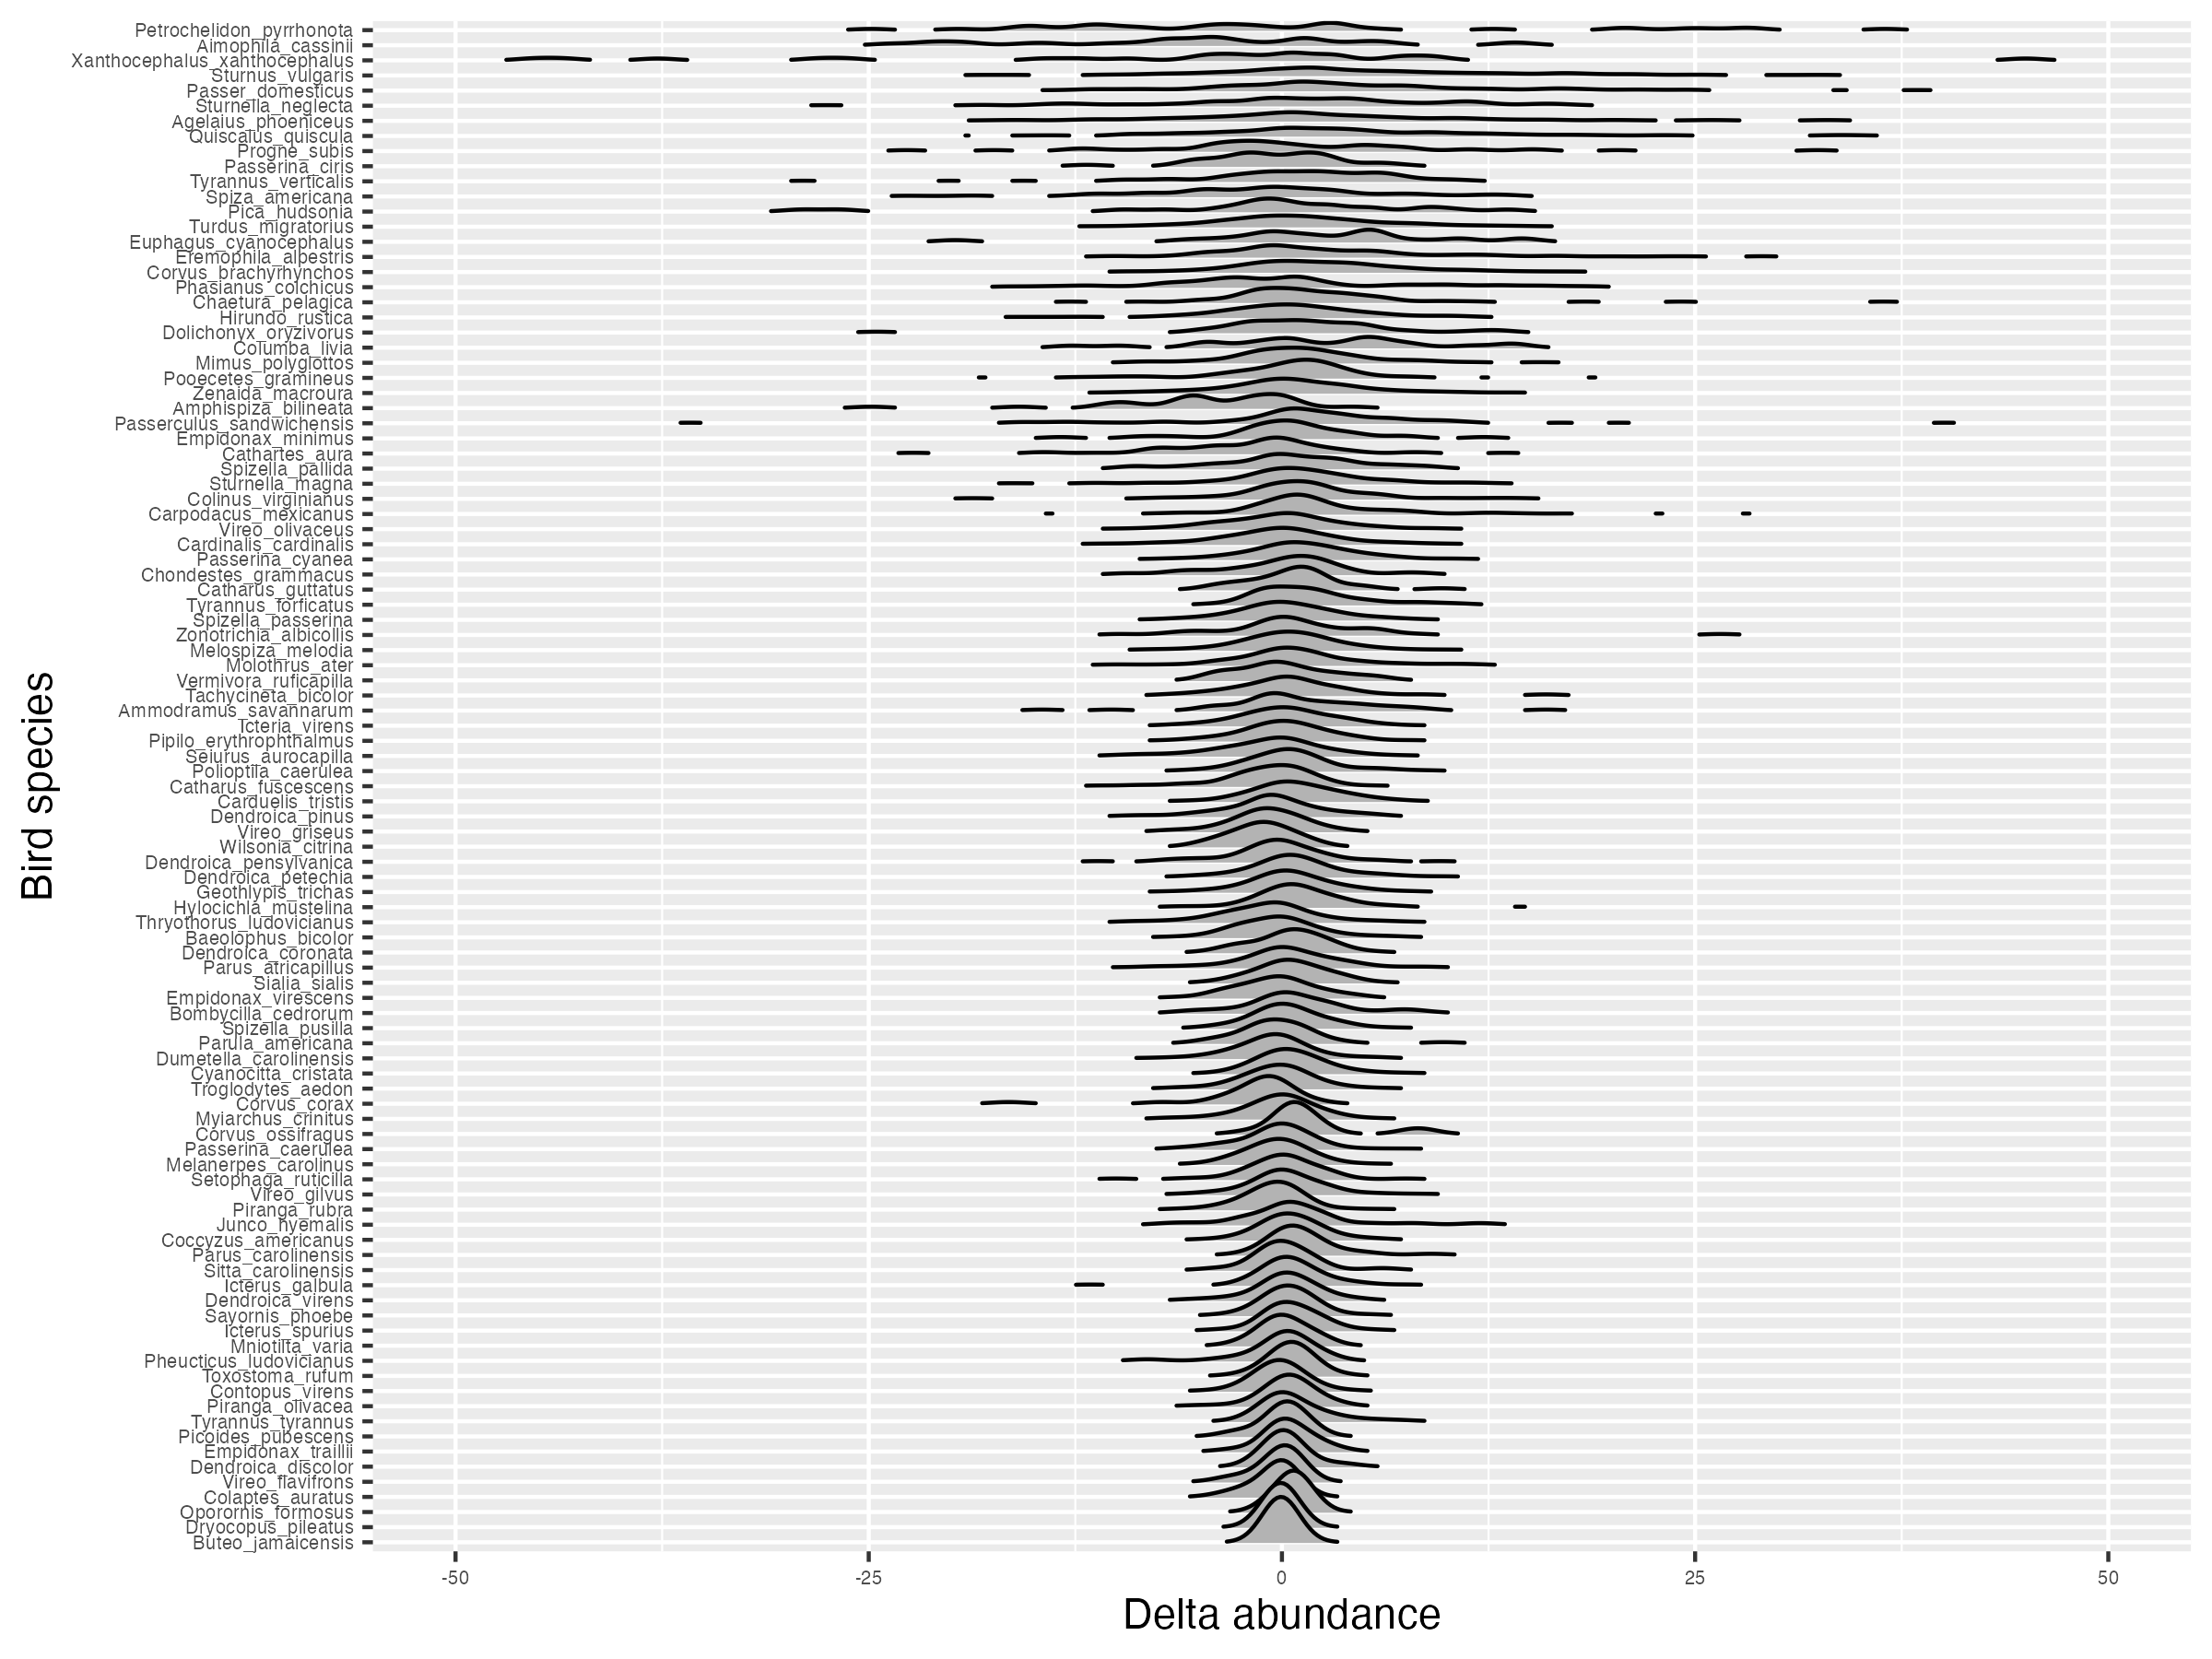 Petrochelidon_pyrrhonota
Aimophila_cassinii
Xanthocephalus_xanthocephalus
Sturnus_vulgaris
Passer_domesticus
Sturnella_neglecta
Agelaius_phoeniceus
Quiscalus_quiscula
Progne_subis
Passerina_ciris
Tyrannus_verticalis
Spiza_americana
Pica_hudsonia
Turdus_migratorius
Euphagus_cyanocephalus
Eremophila_alpestris
Corvus_brachyrhynchos
Phasianus_colchicus
Chaetura_pelagica
Hirundo_rustica
Dolichonyx_oryzivorus
Columba_livia
Mimus_polyglottos
Pooecetes_gramineus
Zenaida_macroura
Amphispiza_bilineata
Passerculus_sandwichensis
Empidonax_minimus
Cathartes_aura
Spizella_pallida
Sturnella_magna
Colinus_virginianus
Carpodacus_mexicanus
Vireo_olivaceus
Cardinalis_cardinalis
Passerina_cyanea
Chondestes_grammacus
Catharus_guttatus
Tyrannus_forficatus
Spizella_passerina
Zonotrichia_albicollis
Melospiza_melodia
Molothrus_ater
Vermivora_ruficapilla
Tachycineta_bicolor
Ammodramus_savannarum
Icteria_virens
Pipilo_erythrophthalmus
Seiurus_aurocapilla
Polioptila_caerulea
Catharus_fuscescens
Carduelis_tristis
Dendroica_pinus
Vireo_griseus
Wilsonia_citrina
Dendroica_pensylvanica
Dendroica_petechia
Geothlypis_trichas
Hylocichla_mustelina
Thryothorus_ludovicianus
Baeolophus_bicolor
Dendroica_coronata
Parus_atricapillus
Sialia_sialis
Empidonax_virescens
Bombycilla_cedrorum
Spizella_pusilla
Parula_americana
Dumetella_carolinensis
Cyanocitta_cristata
Troglodytes_aedon
Corvus_corax
Myiarchus_crinitus
Corvus_ossifragus
Passerina_caerulea
Melanerpes_carolinus
Setophaga_ruticilla
Vireo_gilvus
Piranga_rubra
Junco_hyemalis
Coccyzus_americanus
Parus_carolinensis
Sitta_carolinensis
Icterus_galbula
Dendroica_virens
Sayornis_phoebe
Icterus_spurius
Mniotilta_varia
Pheucticus_ludovicianus
Toxostoma_rufum
Contopus_virens
Piranga_olivacea
Tyrannus_tyrannus
Picoides_pubescens
Empidonax_traillii
Dendroica_discolor
Vireo_flavifrons
Colaptes_auratus
Oporornis_formosus
Dryocopus_pileatus
Buteo_jamaicensis
Bird species
-50 -25 0 25 50
Delta abundance